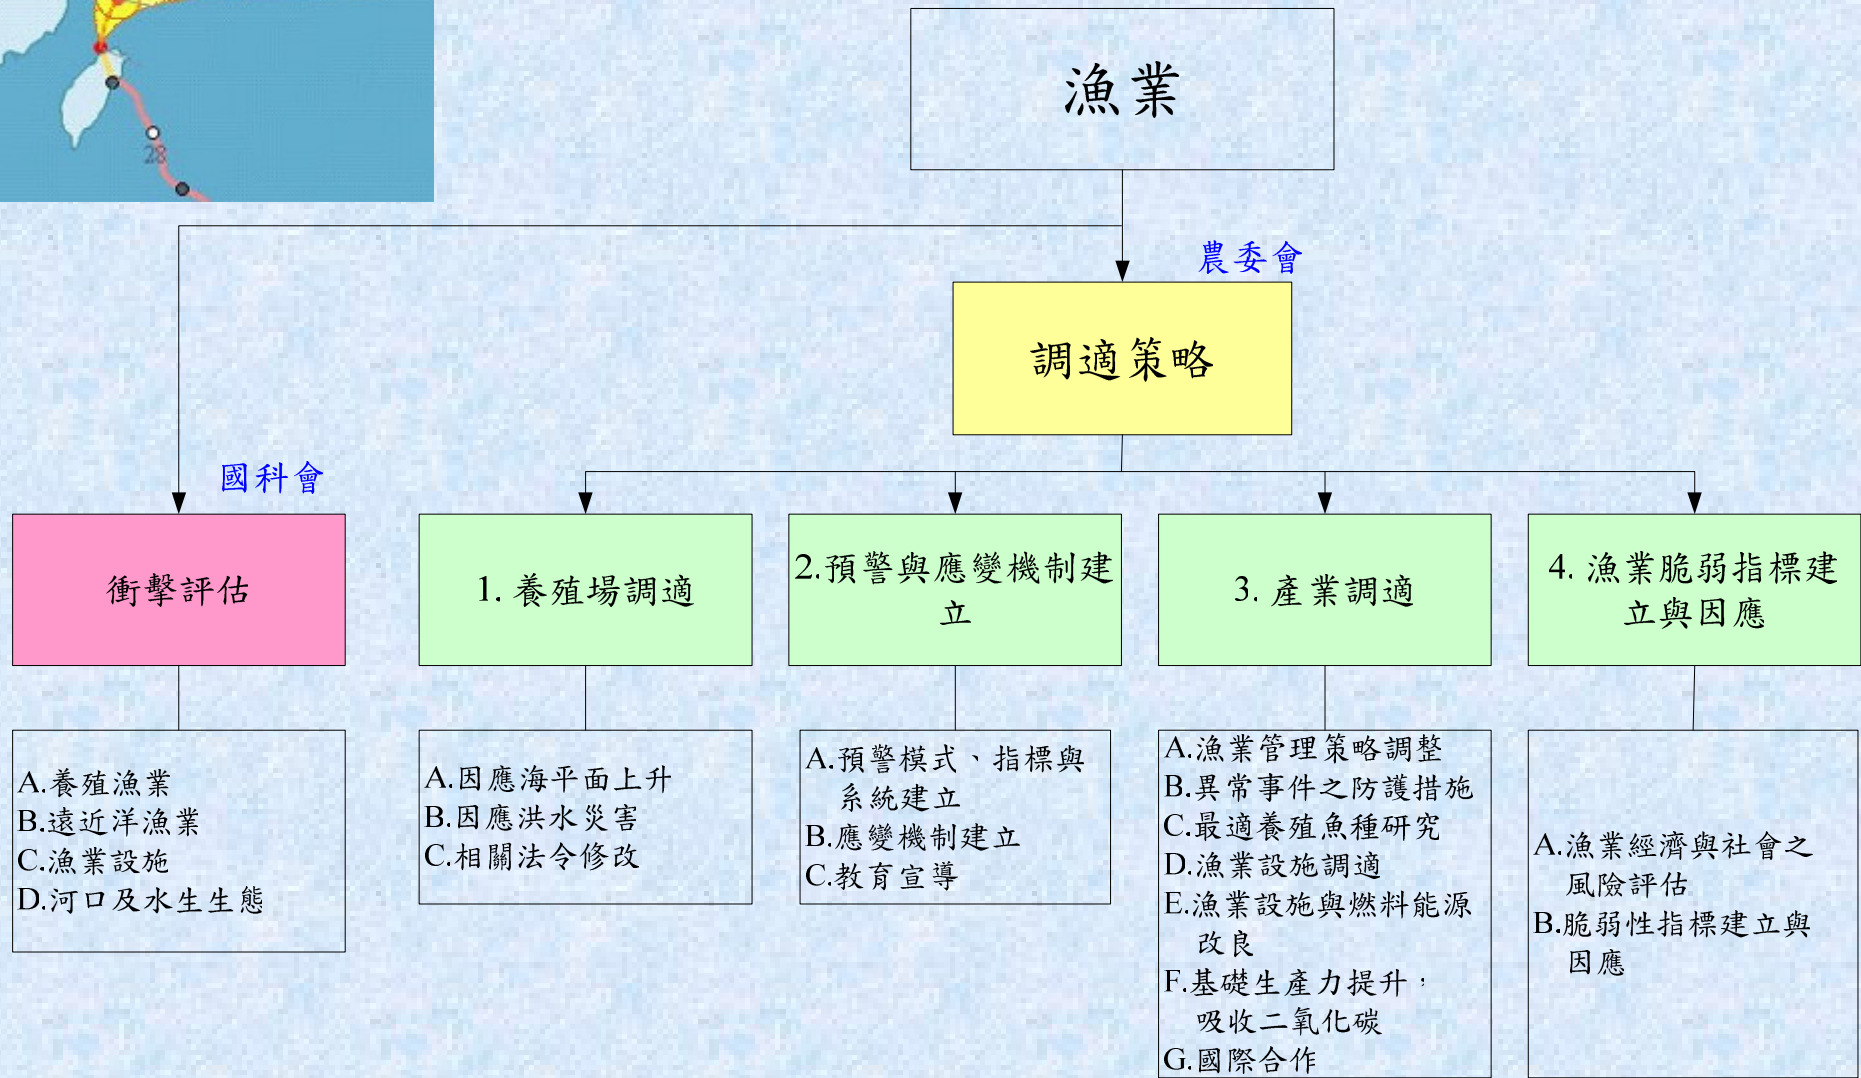 28
漁業
農委會
調適策略
國科會
衝擊評估
1. 養殖場調適
2.預警與應變機制建
立
3. 產業調適
4. 漁業脆弱指標建
立與因應
A.養殖漁業
B.遠近洋漁業
C.漁業設施
D.河口及水生生態
A.因應海平面上升
B.因應洪水災害
C.相關法令修改
A.預警模式、指標與
系統建立
B.應變機制建立
C.教育宣導
A.漁業管理策略調整
B.異常事件之防護措施
C.最適養殖魚種研究
D.漁業設施調適
E.漁業設施與燃料能源
改良
F.基礎生產力提升，
吸收二氧化碳
G.國際合作
A.漁業經濟與社會之
風險評估
B.脆弱性指標建立與
因應